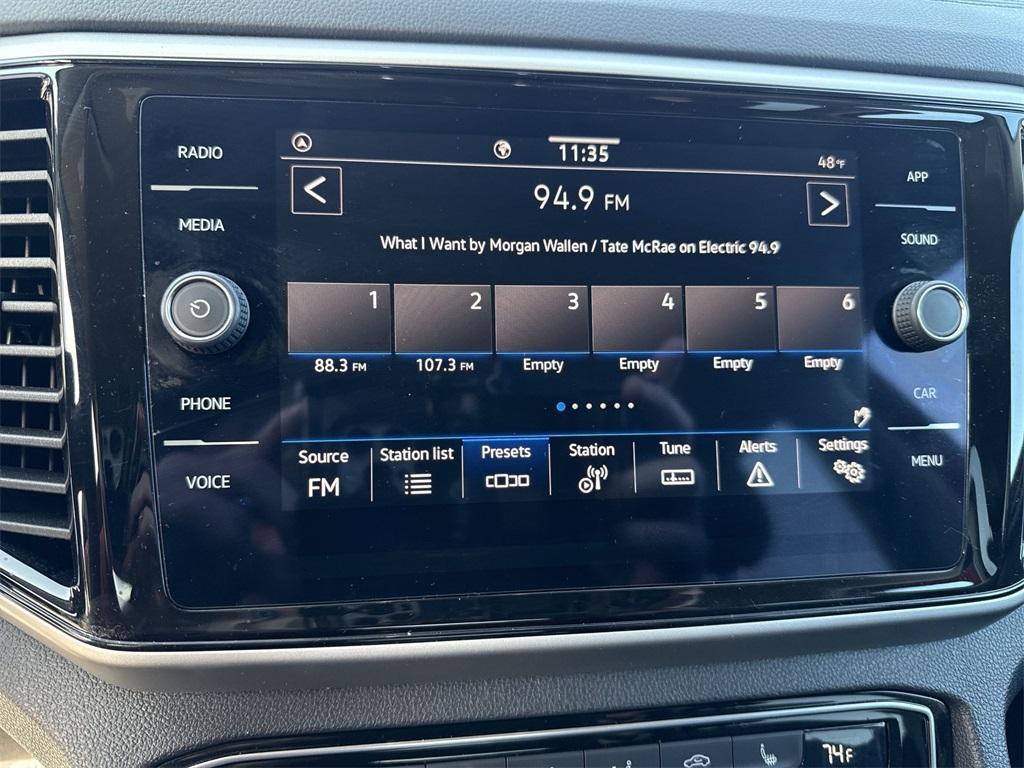 RADIO
MEDIA
PHONE
VOICE
11:35
48°F
94.9 FM
What I Want by Morgan Wallen / Tate McRae on Electric 94.9
1 2 3 4 5 6
88.3 FM 107.3 FM Empty Empty Empty Empty
Source Station list Presets Station Tune Alerts Settings
FM
APP
SOUND
CAR
MENU
74F